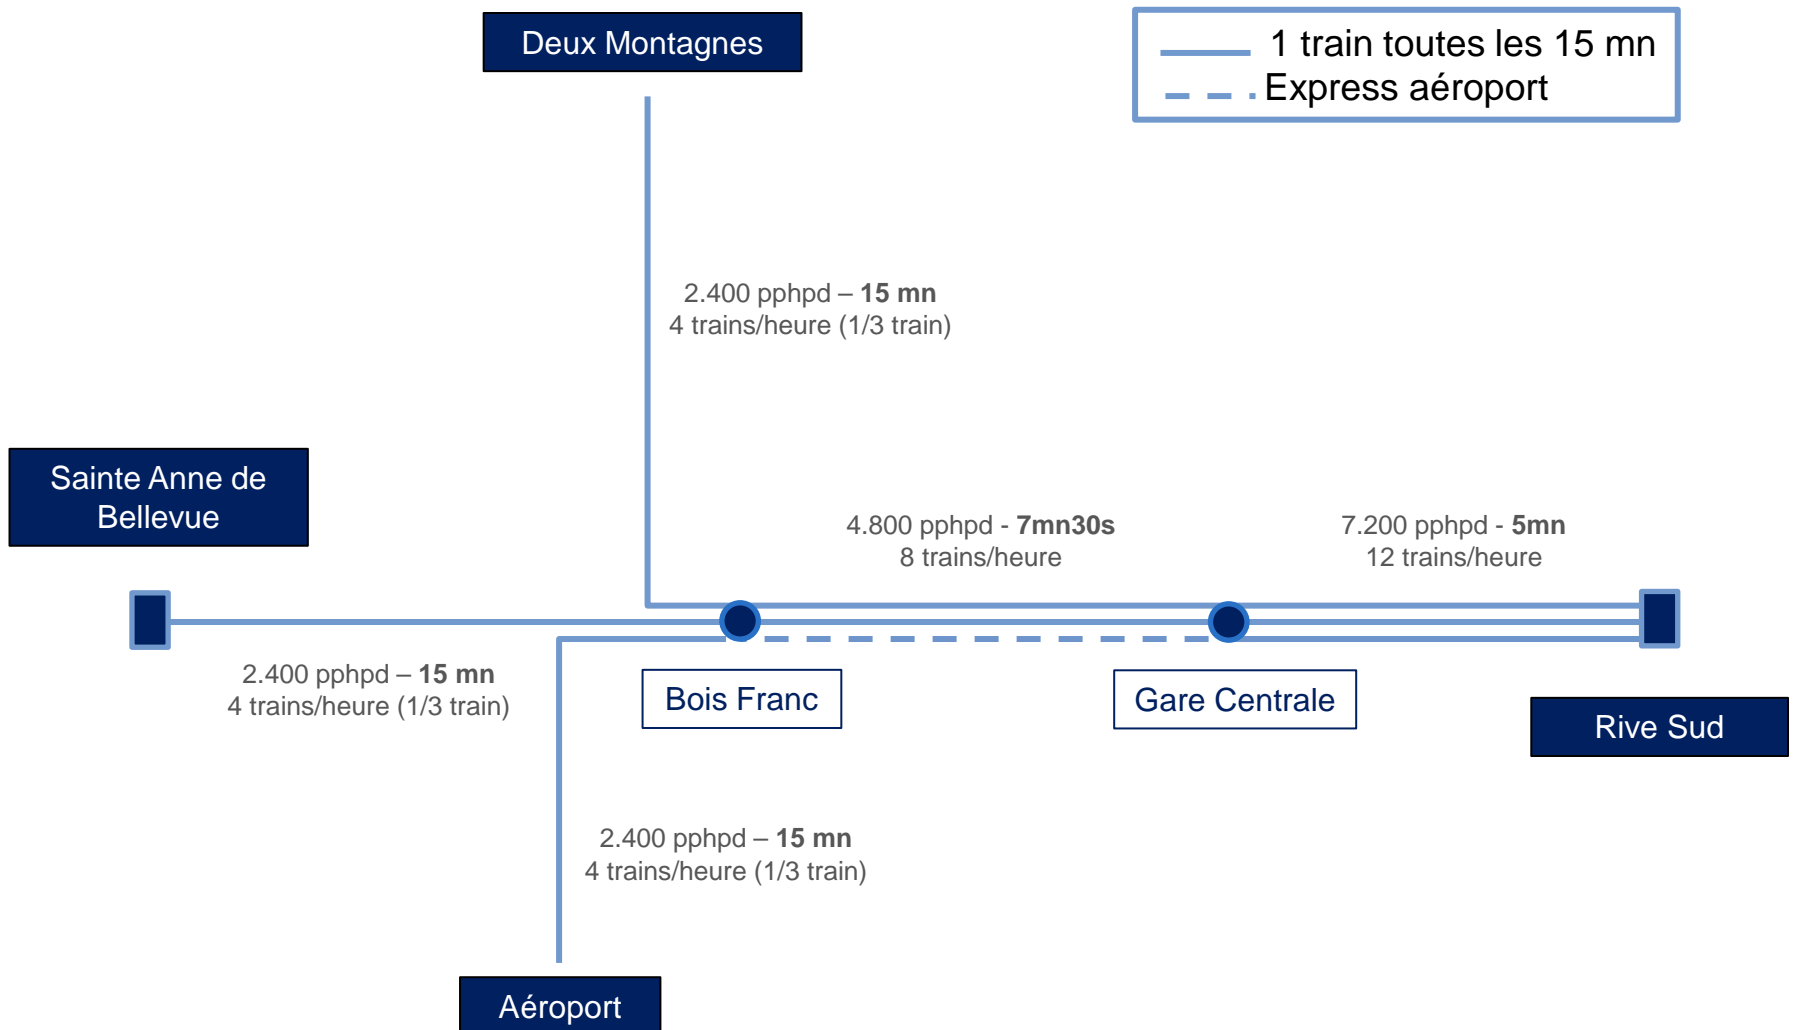 Deux Montagnes
1 train toutes les 15 mn
Express aéroport
2.400 pphpd – 15 mn
4 trains/heure (1/3 train)
Sainte Anne de
Bellevue
4.800 pphpd - 7mn30s
8 trains/heure
7.200 pphpd - 5mn
12 trains/heure
2.400 pphpd – 15 mn
4 trains/heure (1/3 train)
Bois Franc
Gare Centrale
Rive Sud
2.400 pphpd – 15 mn
4 trains/heure (1/3 train)
Aéroport